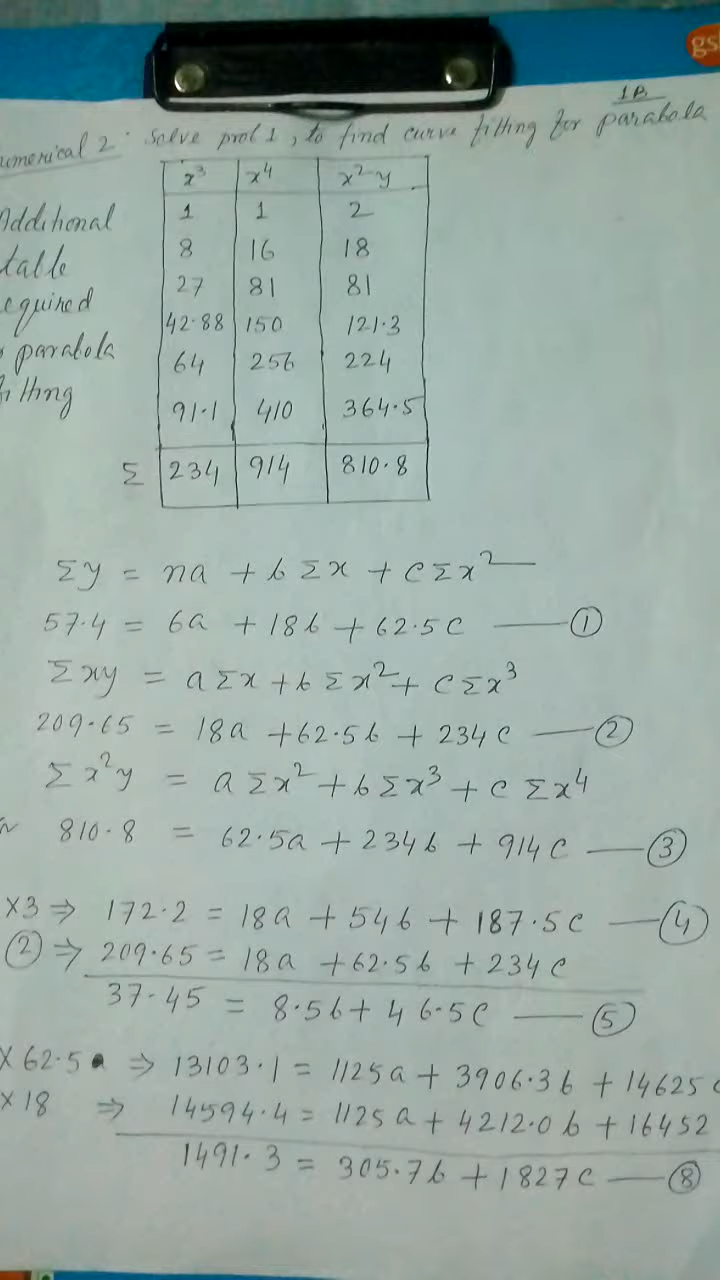 gs
1B
umerical 2: Solve prob 1, to find curve fitting for parabola
Additional
table
equired
parabola
tting
x³ x⁴ x²y
1 1 2
8 16 18
27 81 81
42.88 150 121.3
64 256 224
91.1 410 364.5
Σ 234 914 810.8
Σy = na + bΣx + cΣx²
57.4 = 6a + 18b + 62.5c —— ①
Σxy = aΣx + bΣx² + cΣx³
209.65 = 18a + 62.5b + 234c —— ②
Σx²y = aΣx² + bΣx³ + cΣx⁴
810.8 = 62.5a + 234b + 914c —— ③
×3 ⇒ 172.2 = 18a + 54b + 187.5c —— ④
② ⇒ 209.65 = 18a + 62.5b + 234c
37.45 = 8.5b + 46.5c —— ⑤
×62.5 ⇒ 13103.1 = 1125a + 3906.3b + 14625c
×18 ⇒ 14594.4 = 1125a + 4212.0b + 16452
1491.3 = 305.7b + 1827c —— ⑧